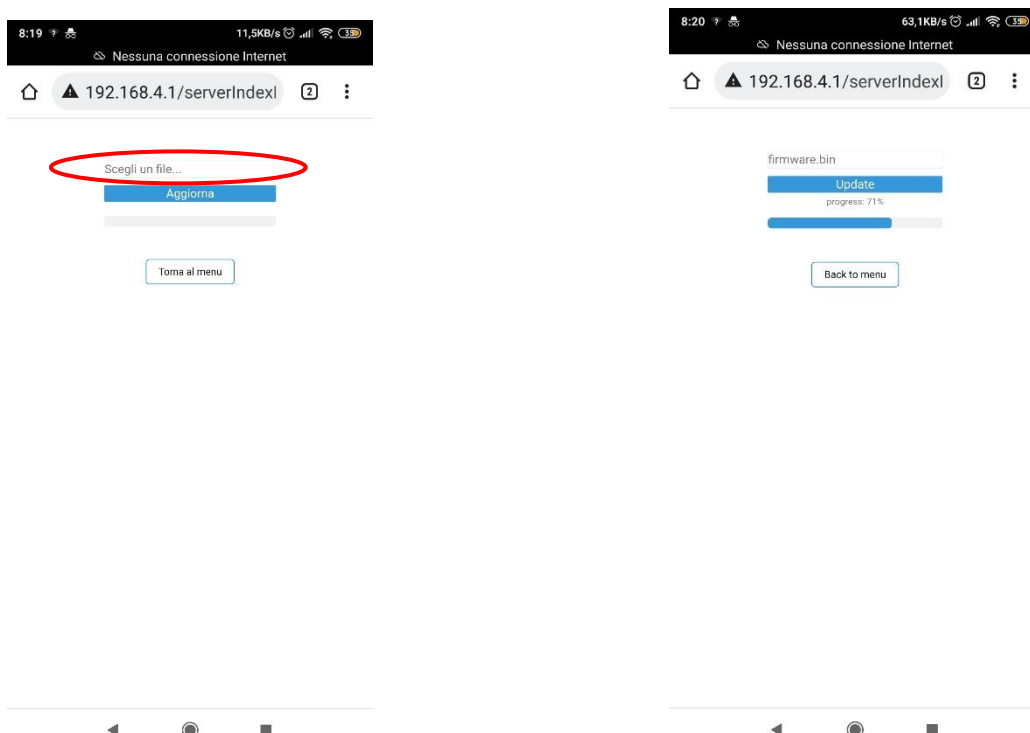 8:19 11,5KB/s 35
Nessuna connessione Internet
192.168.4.1/serverIndexl 2
Scegli un file...
Aggiorna
Torna al menu
8:20 63,1KB/s 35
Nessuna connessione Internet
192.168.4.1/serverIndexl 2
firmware.bin
Update
progress: 71%
Back to menu